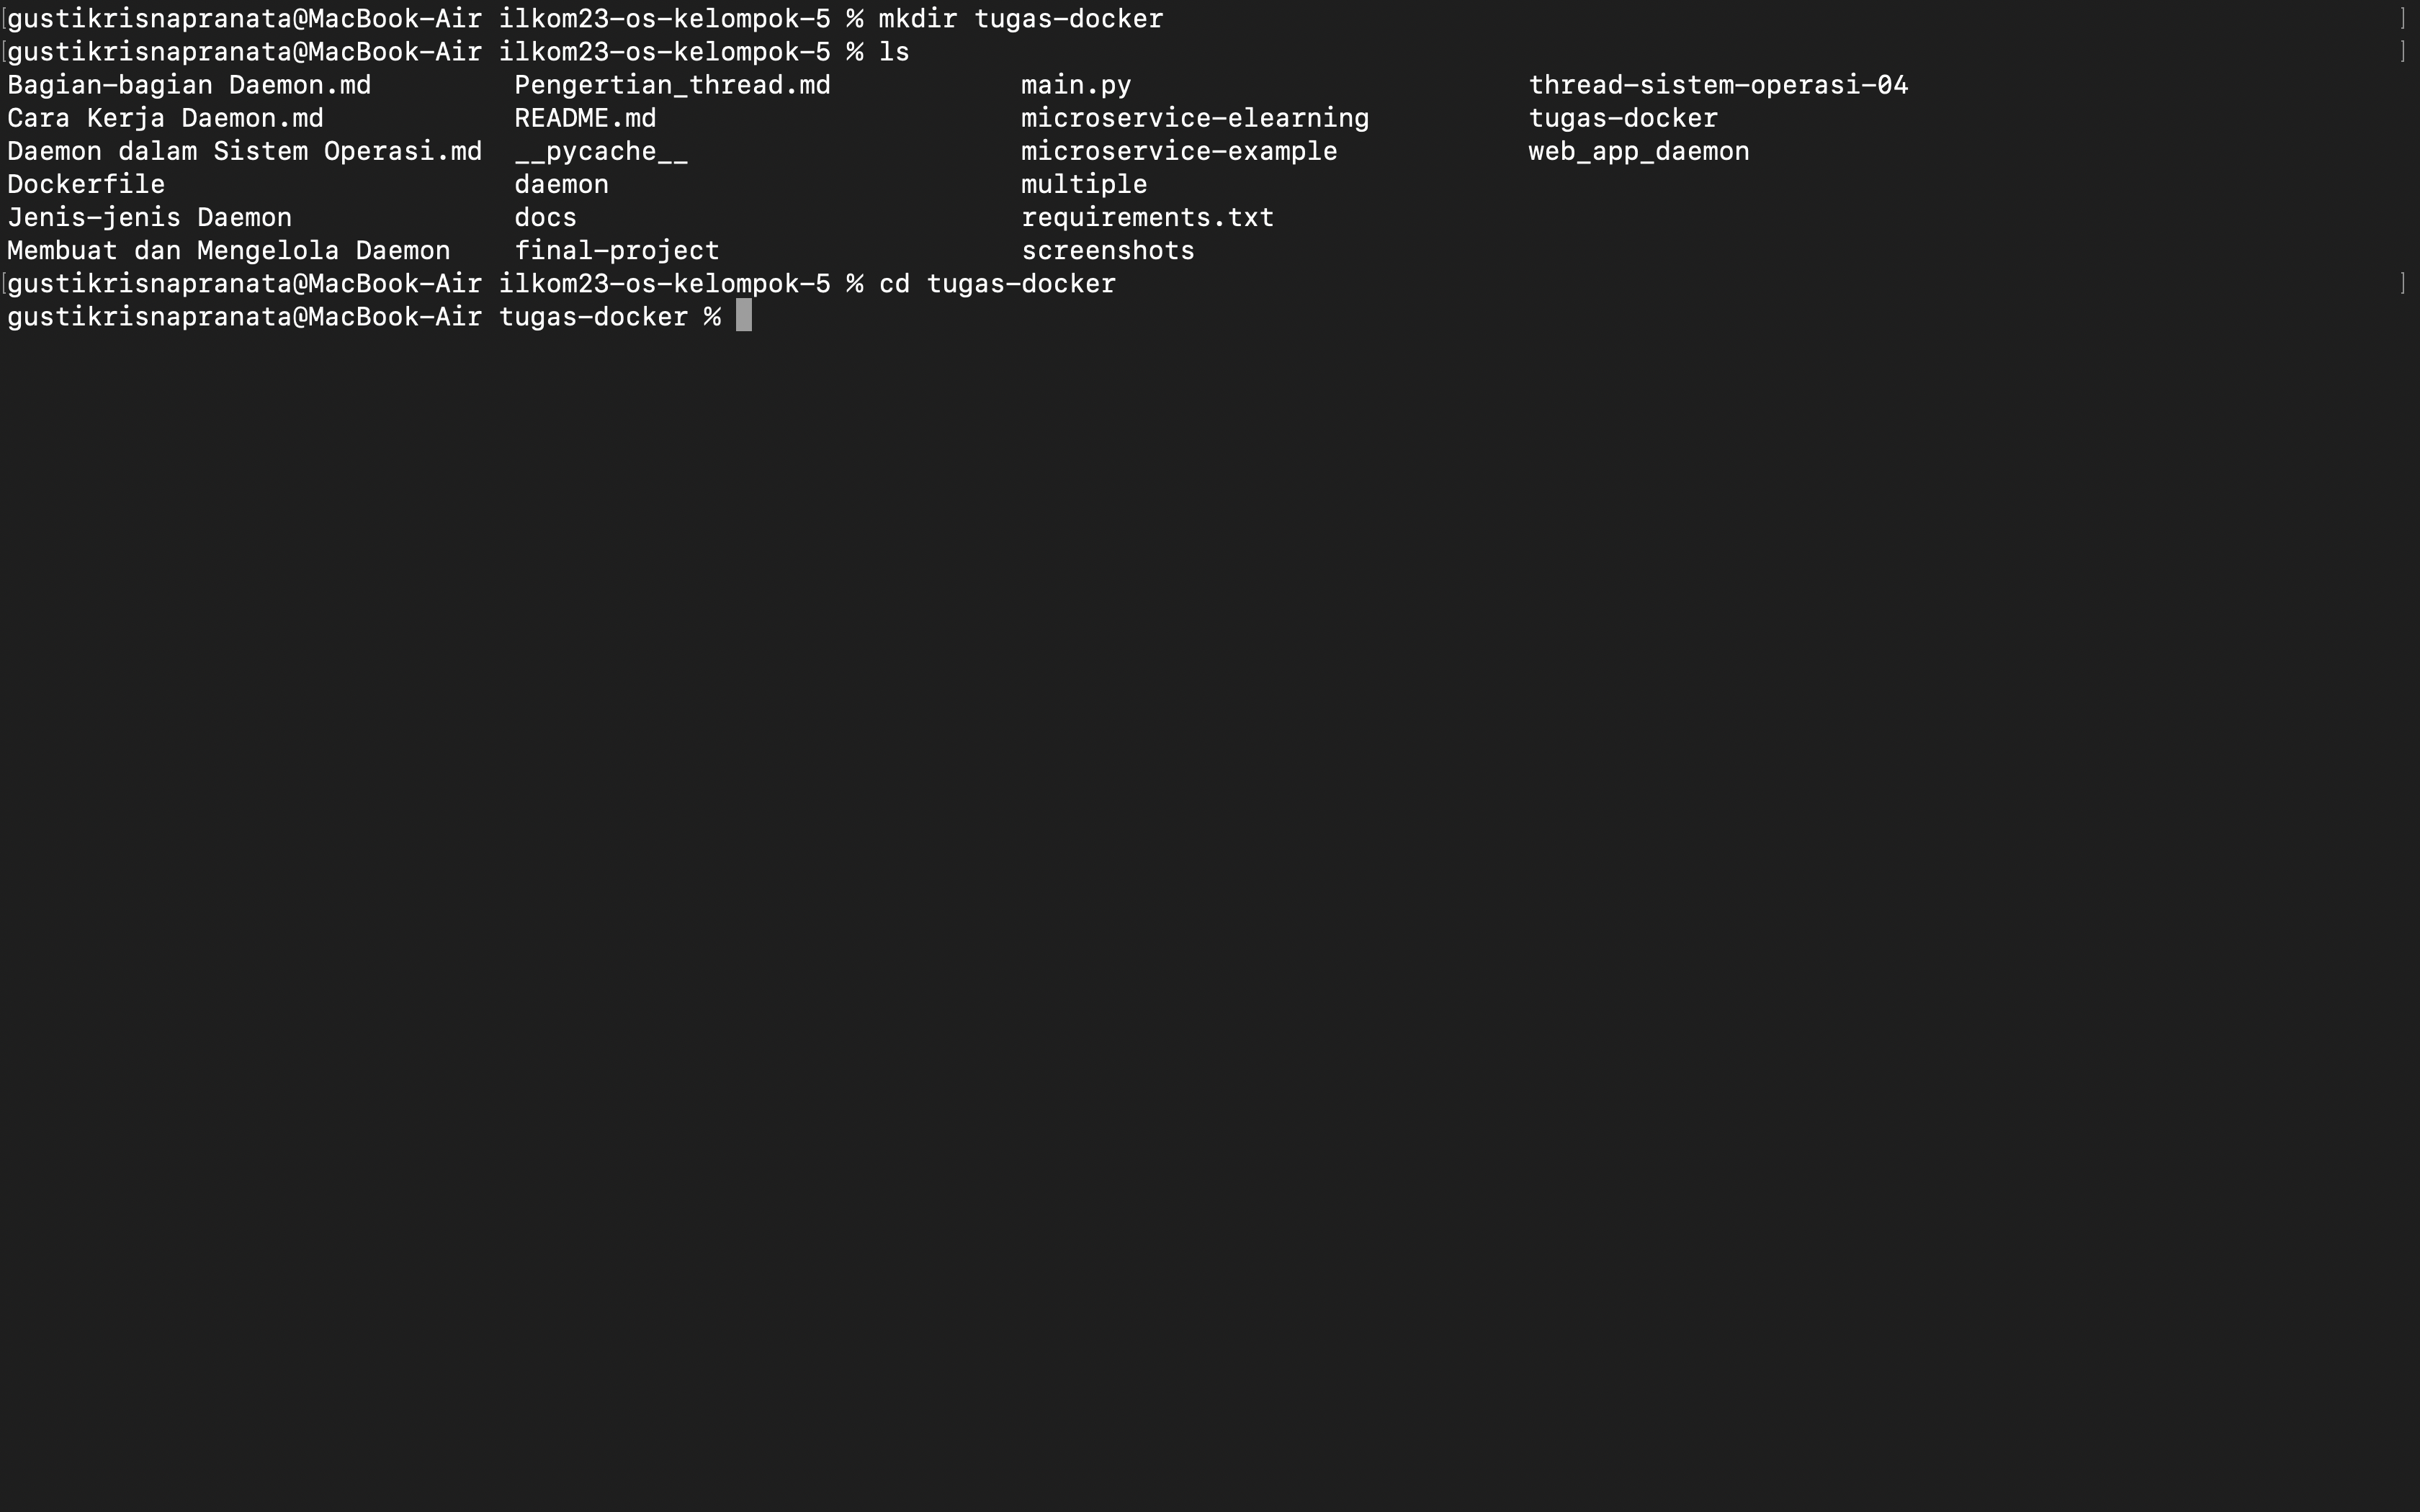 [gustikrisnapranata@MacBook-Air ilkom23-os-kelompok-5 % mkdir tugas-docker ]
[gustikrisnapranata@MacBook-Air ilkom23-os-kelompok-5 % ls ]
Bagian-bagian Daemon.md Pengertian_thread.md main.py thread-sistem-operasi-04
Cara Kerja Daemon.md README.md microservice-elearning tugas-docker
Daemon dalam Sistem Operasi.md __pycache__ microservice-example web_app_daemon
Dockerfile daemon multiple
Jenis-jenis Daemon docs requirements.txt
Membuat dan Mengelola Daemon final-project screenshots
[gustikrisnapranata@MacBook-Air ilkom23-os-kelompok-5 % cd tugas-docker ]
gustikrisnapranata@MacBook-Air tugas-docker %